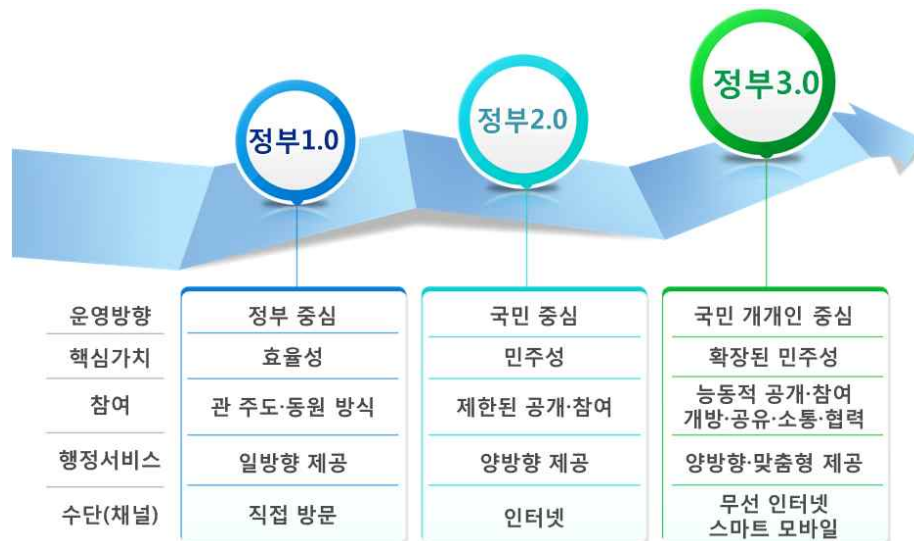 정부1.0
정부2.0
정부3.0
운영방향 정부 중심 국민 중심 국민 개개인 중심
핵심가치 효율성 민주성 확장된 민주성
참여 관 주도·동원 방식 제한된 공개·참여 능동적 공개·참여
개방·공유·소통·협력
행정서비스 일방향 제공 양방향 제공 양방향·맞춤형 제공
수단(채널) 직접 방문 인터넷 무선 인터넷
스마트 모바일